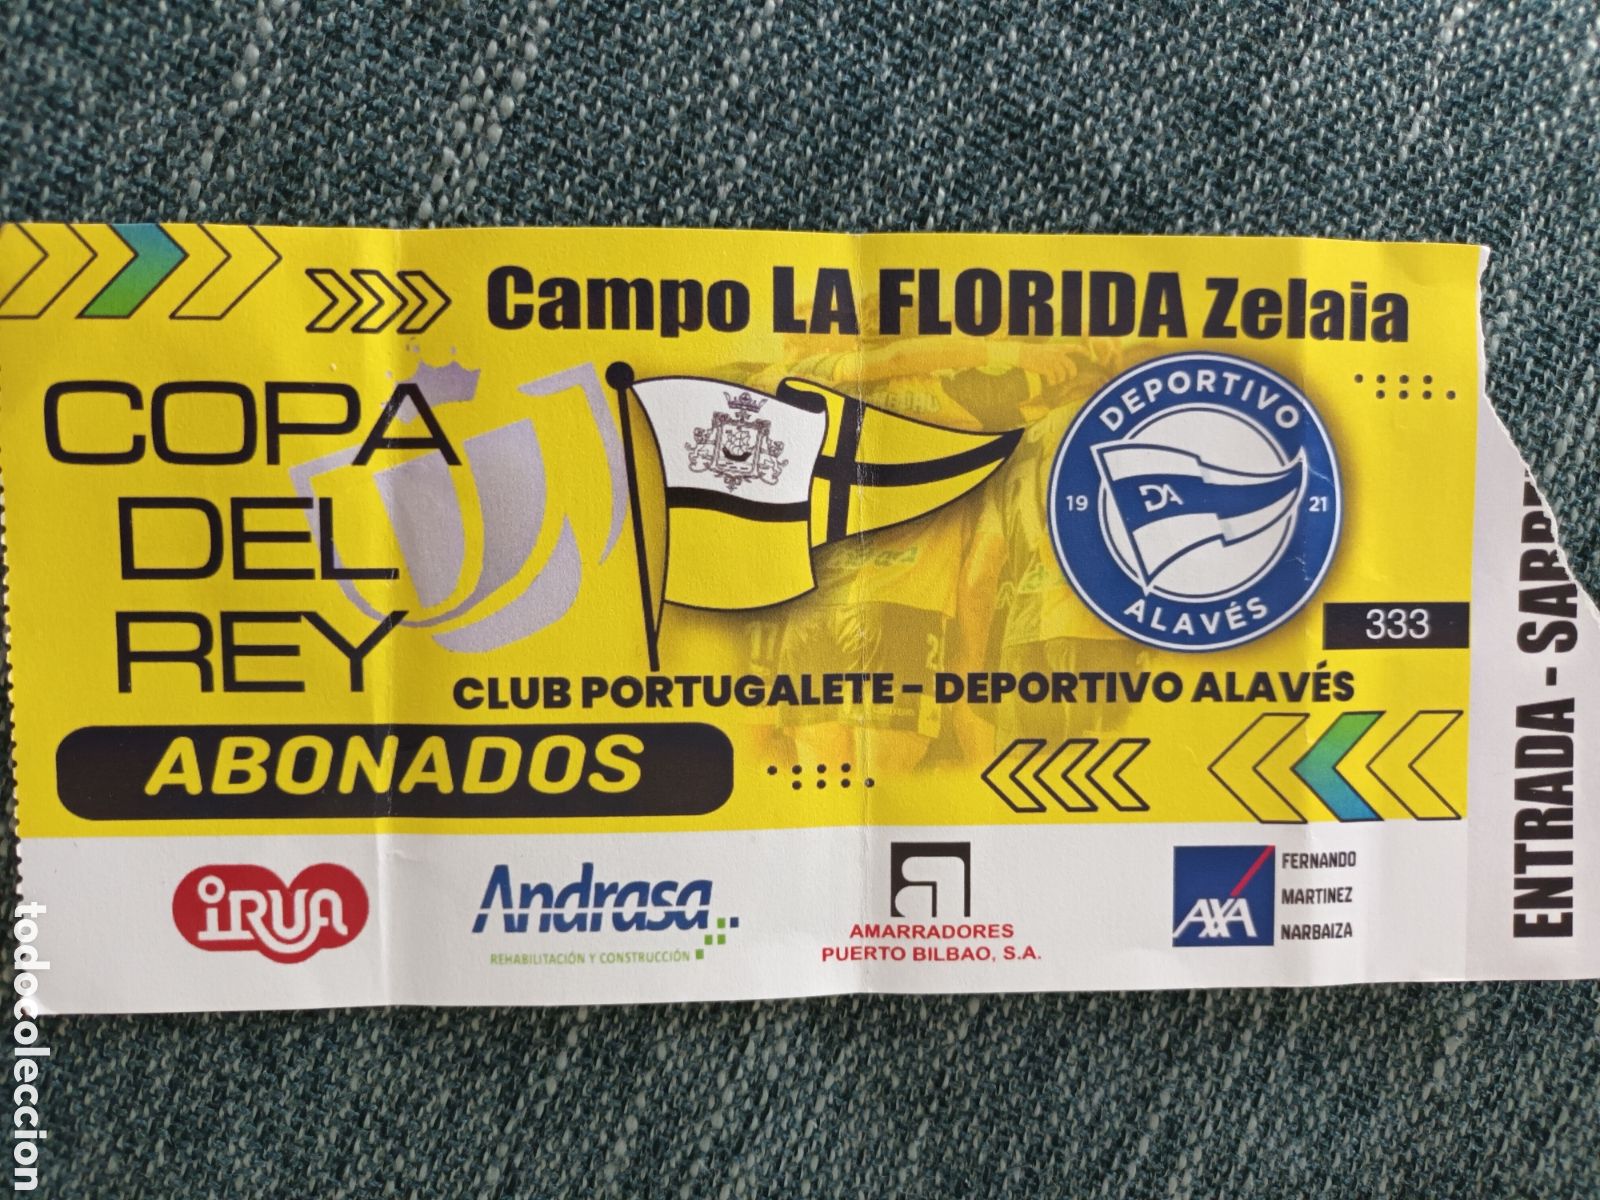 Campo LA FLORIDA Zelaia
COPA
DEL
REY
DEPORTIVO
19 21
DA
ALAVÉS
333
CLUB PORTUGALETE - DEPORTIVO ALAVÉS
ABONADOS
iRUA
Andrasa
REHABILITACIÓN Y CONSTRUCCIÓN
AMARRADORES
PUERTO BILBAO, S.A.
AXA
FERNANDO
MARTINEZ
NARBAIZA
ENTRADA -
todocoleccion